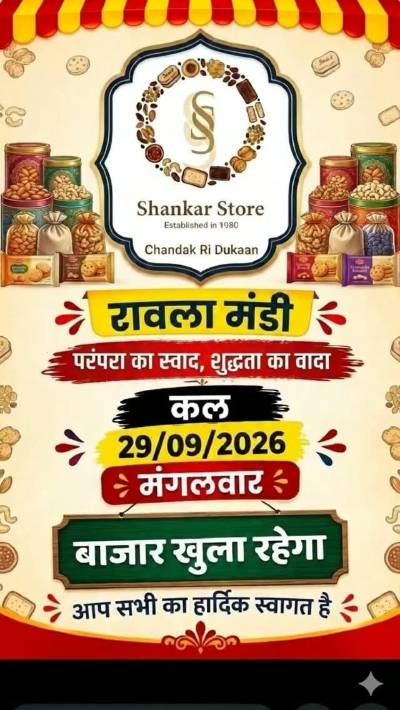 SS
Shankar Store
Established in 1980
Chandak Ri Dukaan
रावला मंडी
परंपरा का स्वाद, शुद्धता का वादा
कल
29/09/2026
मंगलवार
बाजार खुला रहेगा
आप सभी का हार्दिक स्वागत है